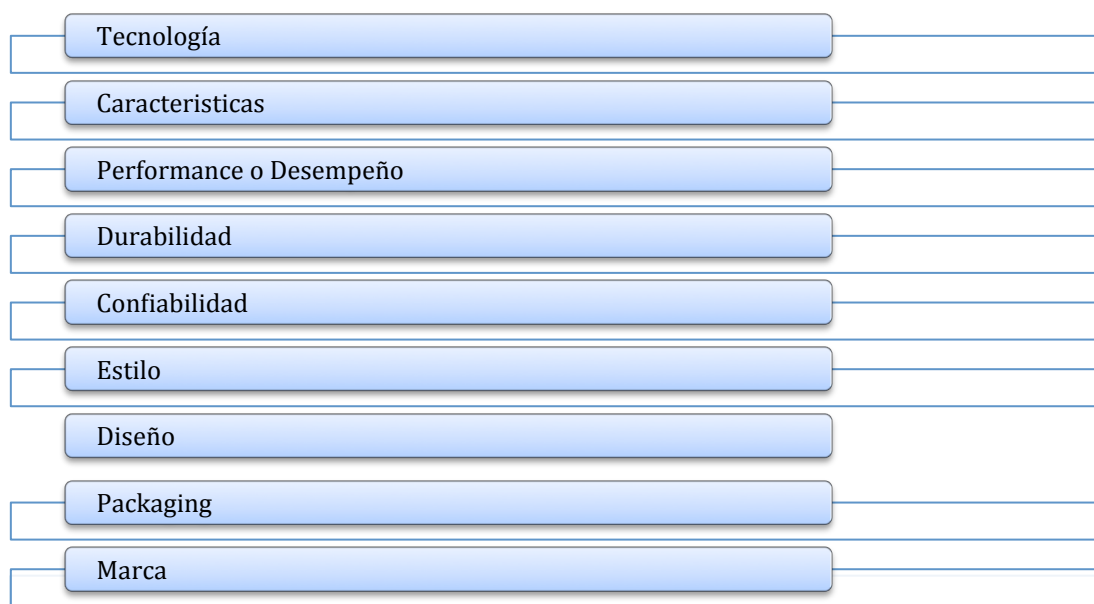 Tecnología
Caracteristicas
Performance o Desempeño
Durabilidad
Confiabilidad
Estilo
Diseño
Packaging
Marca